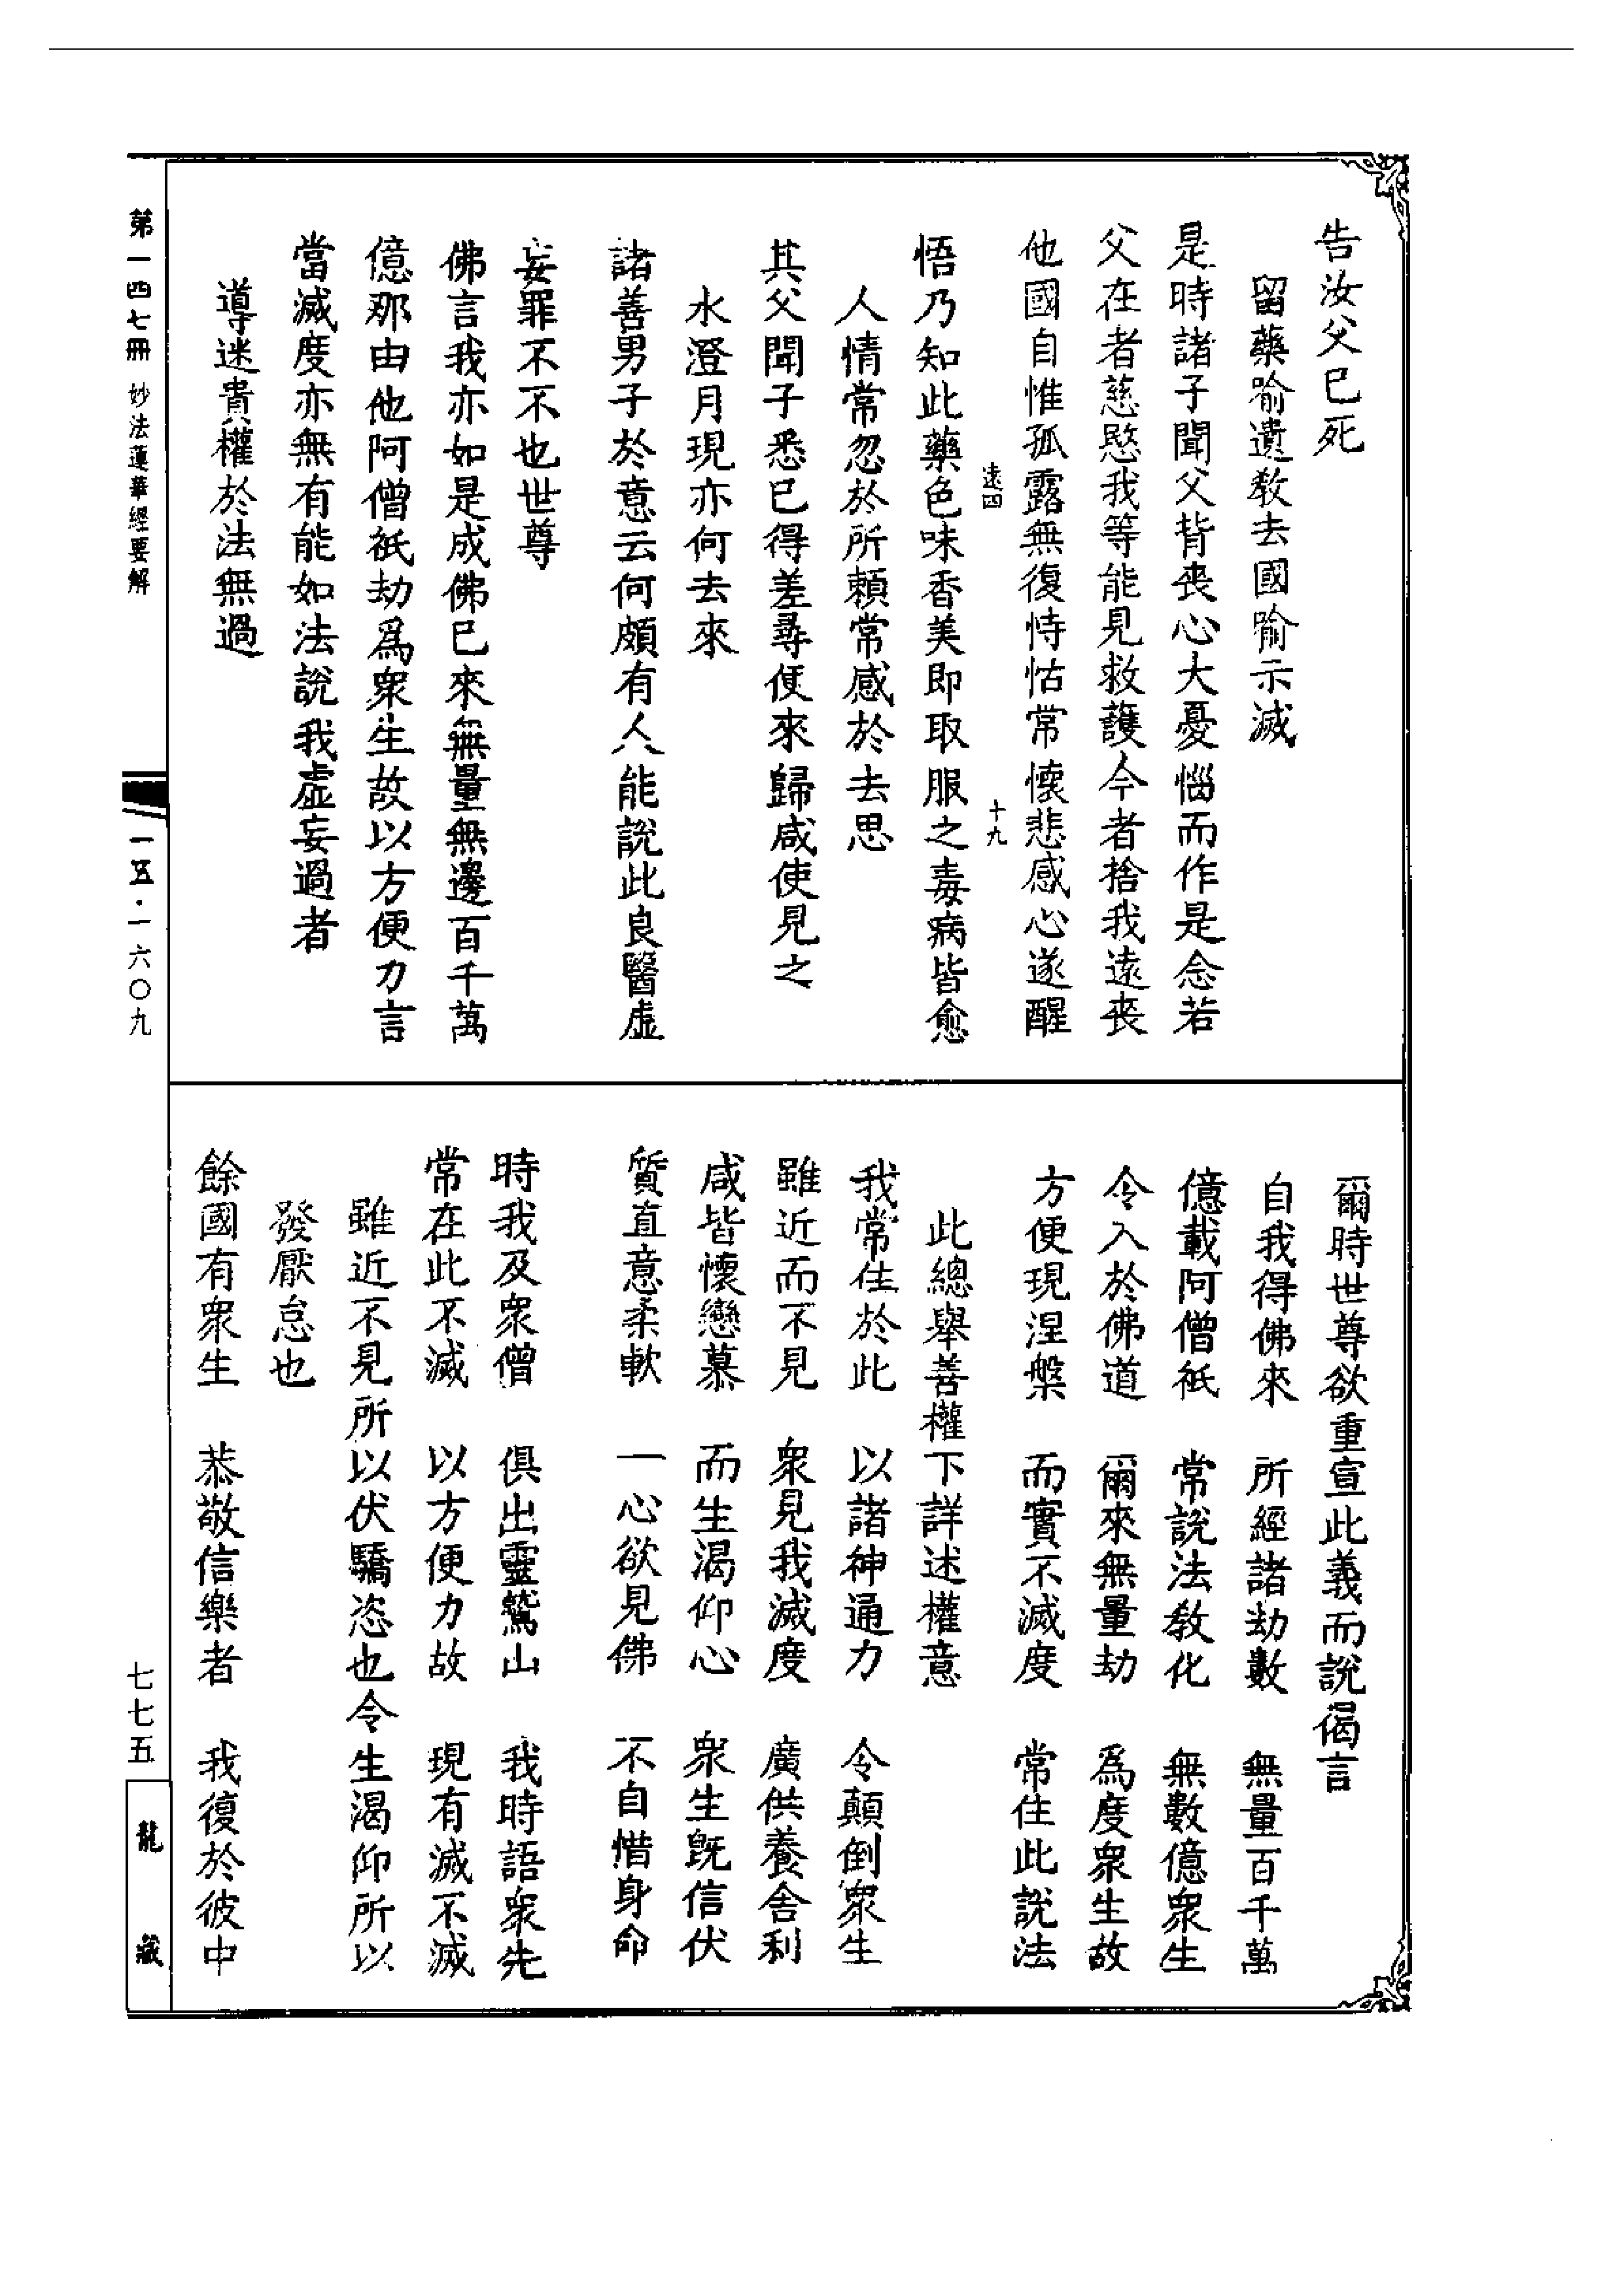 告汝父已死
留藥喻遺教去國喻示滅
是時諸子聞父背喪心大憂惱而作是念若
父在者慈愍我等能見救護今者捨我遠喪
他國自惟孤露無復恃怙常懷悲感心遂醒
遠四 十九
悟乃知此藥色味香美即取服之毒病皆愈
人情常忽於所賴常感於去思
其父聞子悉已得差尋便來歸咸使見之
水澄月現亦何去來
諸善男子於意云何頗有人能說此良醫虛
妄罪不不也世尊
佛言我亦如是成佛已來無量無邊百千萬
億那由他阿僧祇劫爲衆生故以方便力言
當滅度亦無有能如法說我虛妄過者
導迷貴權於法無過
爾時世尊欲重宣此義而說偈言
自我得佛來 所經諸劫數 無量百千萬
億載阿僧祇 常說法教化 無數億衆生
令入於佛道 爾來無量劫 爲度衆生故
方便現涅槃 而實不滅度 常住此說法
此總舉善權下詳述權意
我常住於此 以諸神通力 令顛倒衆生
雖近而不見 衆見我滅度 廣供養舍利
咸皆懷戀慕 而生渴仰心 衆生既信伏
質直意柔軟 一心欲見佛 不自惜身命
時我及衆僧 俱出靈鷲山 我時語衆先
常在此不滅 以方便力故 現有滅不滅
雖近不見所以伏驕恣也令生渴仰所以
發厭怠也
餘國有衆生 恭敬信樂者 我復於彼中
第一四七冊 妙法蓮華經要解
一五·一六〇九
七七五
龍藏